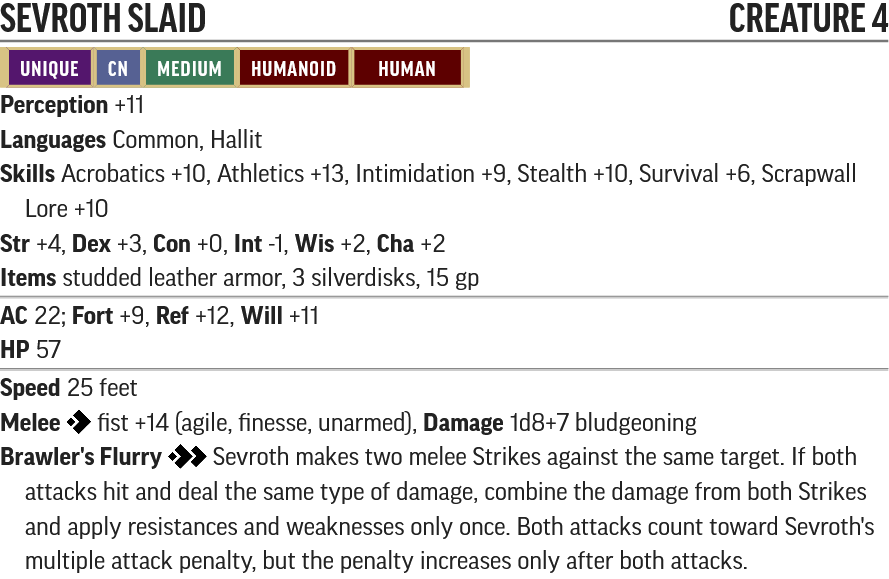 SEVROTH SLAID CREATURE 4
UNIQUE CN MEDIUM HUMANOID HUMAN
Perception +11
Languages Common, Hallit
Skills Acrobatics +10, Athletics +13, Intimidation +9, Stealth +10, Survival +6, Scrapwall
Lore +10
Str +4, Dex +3, Con +0, Int -1, Wis +2, Cha +2
Items studded leather armor, 3 silverdisks, 15 gp
AC 22; Fort +9, Ref +12, Will +11
HP 57
Speed 25 feet
Melee fist +14 (agile, finesse, unarmed), Damage 1d8+7 bludgeoning
Brawler's Flurry Sevroth makes two melee Strikes against the same target. If both
attacks hit and deal the same type of damage, combine the damage from both Strikes
and apply resistances and weaknesses only once. Both attacks count toward Sevroth's
multiple attack penalty, but the penalty increases only after both attacks.